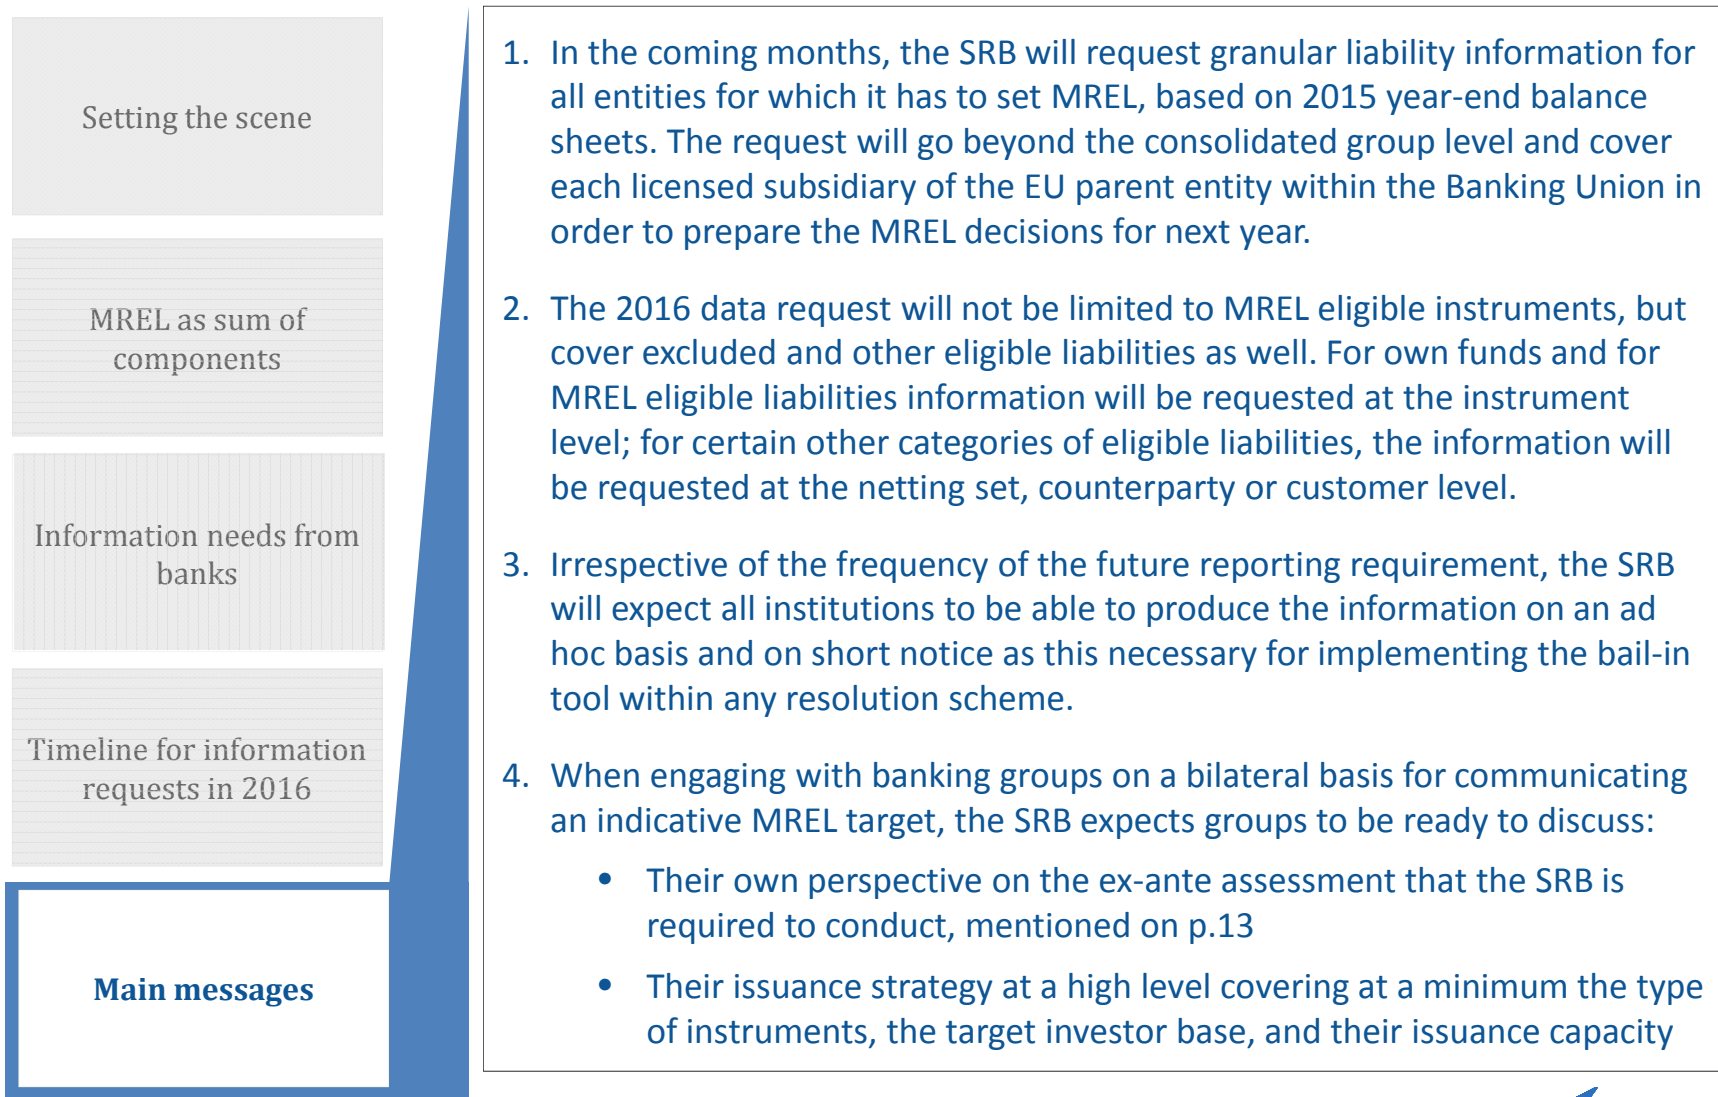 Setting the scene
MREL as sum of
components
Information needs from
banks
Timeline for information
requests in 2016
Main messages
1. In the coming months, the SRB will request granular liability information for
all entities for which it has to set MREL, based on 2015 year-end balance
sheets. The request will go beyond the consolidated group level and cover
each licensed subsidiary of the EU parent entity within the Banking Union in
order to prepare the MREL decisions for next year.
2. The 2016 data request will not be limited to MREL eligible instruments, but
cover excluded and other eligible liabilities as well. For own funds and for
MREL eligible liabilities information will be requested at the instrument
level; for certain other categories of eligible liabilities, the information will
be requested at the netting set, counterparty or customer level.
3. Irrespective of the frequency of the future reporting requirement, the SRB
will expect all institutions to be able to produce the information on an ad
hoc basis and on short notice as this necessary for implementing the bail-in
tool within any resolution scheme.
4. When engaging with banking groups on a bilateral basis for communicating
an indicative MREL target, the SRB expects groups to be ready to discuss:
• Their own perspective on the ex-ante assessment that the SRB is
required to conduct, mentioned on p.13
• Their issuance strategy at a high level covering at a minimum the type
of instruments, the target investor base, and their issuance capacity